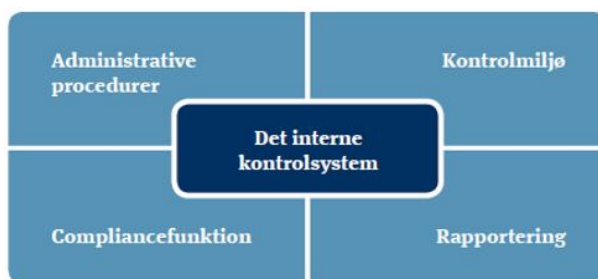 Administrative
procedurer
Kontrolmiljø
Det interne
kontrolsystem
Compliancefunktion
Rapportering